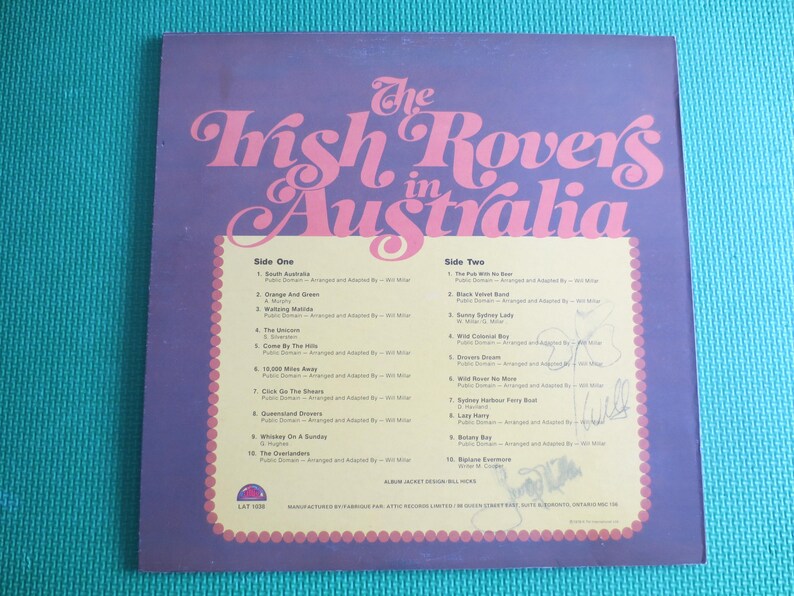 The
Irish Rovers
in
Australia
Side One
1. South Australia
Public Domain — Arranged and Adapted By — Will Millar
2. Orange And Green
A. Murphy
3. Waltzing Matilda
Public Domain — Arranged and Adapted By — Will Millar
4. The Unicorn
S. Silverstein
5. Come By The Hills
Public Domain — Arranged and Adapted By — Will Millar
6. 10,000 Miles Away
Public Domain — Arranged and Adapted By — Will Millar
7. Click Go The Shears
Public Domain — Arranged and Adapted By — Will Millar
8. Queensland Drovers
Public Domain — Arranged and Adapted By — Will Millar
9. Whiskey On A Sunday
G. Hughes
10. The Overlanders
Public Domain — Arranged and Adapted By — Will Millar
Side Two
1. The Pub With No Beer
Public Domain — Arranged and Adapted By — Will Millar
2. Black Velvet Band
Public Domain — Arranged and Adapted By — Will Millar
3. Sunny Sydney Lady
W. Millar/G. Millar
4. Wild Colonial Boy
Public Domain — Arranged and Adapted By — Will Millar
5. Drovers Dream
Public Domain — Arranged and Adapted By — Will Millar
6. Wild Rover No More
Public Domain — Arranged and Adapted By — Will Millar
7. Sydney Harbour Ferry Boat
D. Haviland
8. Lazy Harry
Public Domain — Arranged and Adapted By — Will Millar
9. Botany Bay
Public Domain — Arranged and Adapted By — Will Millar
10. Biplane Evermore
Writer M. Cooper
ALBUM JACKET DESIGN/BILL HICKS
LAT 1038
MANUFACTURED BY/FABRIQUE PAR: ATTIC RECORDS LIMITED / 98 QUEEN STREET EAST, SUITE 6, TORONTO, ONTARIO M5C 1S6